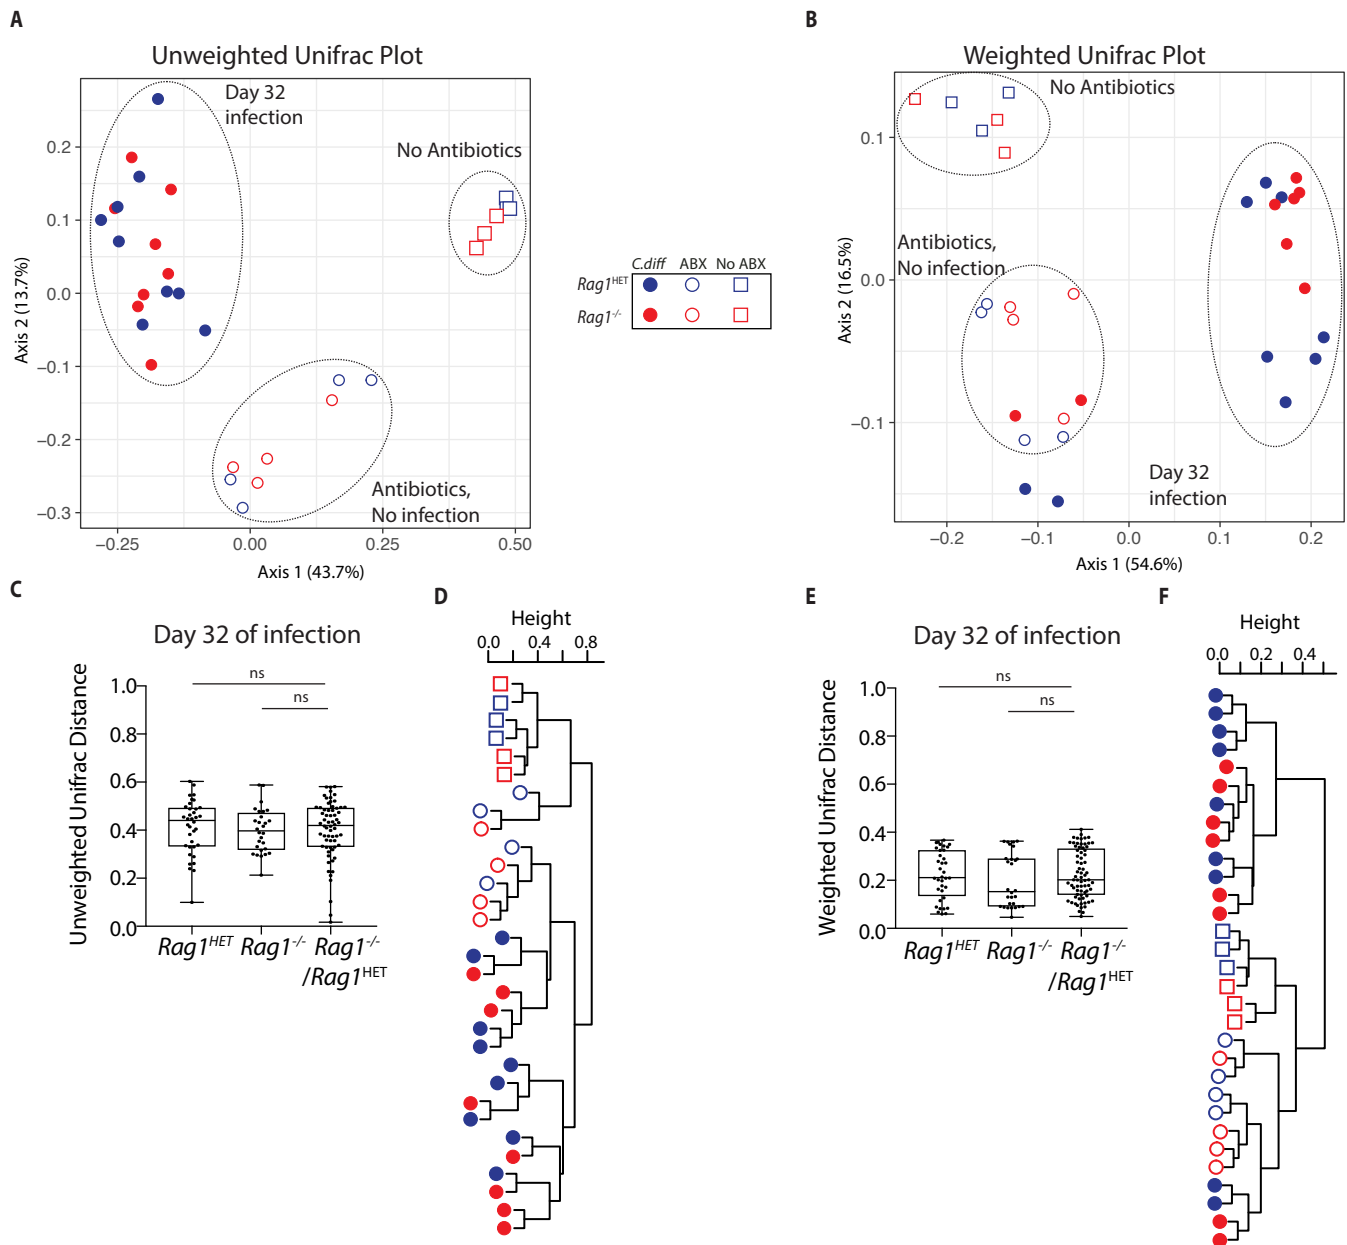 A
Unweighted Unifrac Plot
Day 32
infection
No Antibiotics
Antibiotics,
No infection
0.2
0.1
0.0
−0.1
−0.2
−0.3
Axis 2 (13.7%)
−0.25
0.00
0.25
0.50
Axis 1 (43.7%)
C.diff ABX No ABX
Rag1HET
Rag1-/-
B
Weighted Unifrac Plot
No Antibiotics
Antibiotics,
No infection
Day 32
infection
0.1
0.0
−0.1
Axis 2 (16.5%)
−0.2
−0.1
0.0
0.1
0.2
Axis 1 (54.6%)
C
Day 32 of infection
ns
ns
1.0
0.8
0.6
0.4
0.2
0.0
Unweighted Unifrac Distance
Rag1HET Rag1-/- Rag1-/-
/Rag1HET
D
Height
0.0 0.4 0.8
E
Day 32 of infection
ns
ns
1.0
0.8
0.6
0.4
0.2
0.0
Weighted Unifrac Distance
Rag1HET Rag1-/- Rag1-/-
/Rag1HET
F
Height
0.0 0.2 0.4